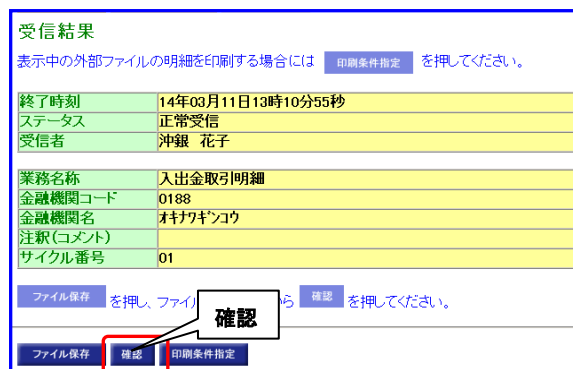 受信結果
表示中の外部ファイルの明細を印刷する場合には 印刷条件指定 を押してください。
終了時刻 14年03月11日13時10分55秒
ステータス 正常受信
受信者 沖銀 花子
業務名称 入出金取引明細
金融機関コード 0188
金融機関名 オキナワギンコウ
注釈(コメント)
サイクル番号 01
ファイル保存 を押し、ファイル から 確認 を押してください。
確認
ファイル保存 確認 印刷条件指定